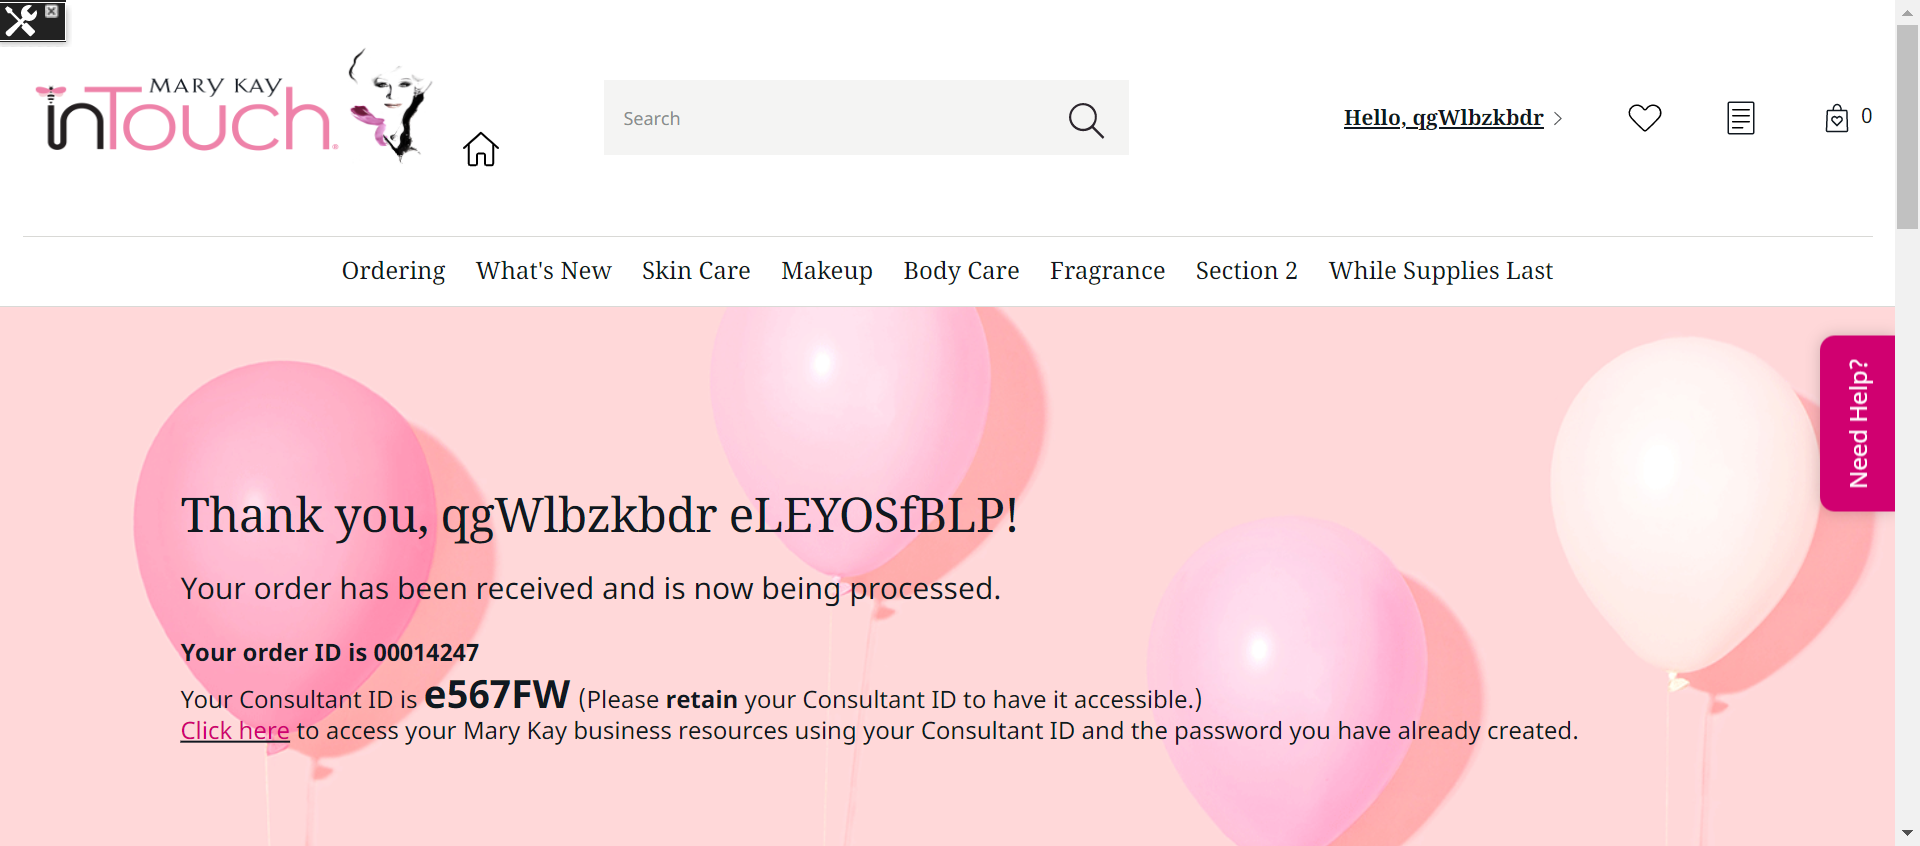 MARY KAY
inTouch.
Search
Hello, qgWlbzkbdr
0
Ordering What's New Skin Care Makeup Body Care Fragrance Section 2 While Supplies Last
Need Help?
Thank you, qgWlbzkbdr eLEYOSfBLP!
Your order has been received and is now being processed.
Your order ID is 00014247
Your Consultant ID is e567FW (Please retain your Consultant ID to have it accessible.)
Click here to access your Mary Kay business resources using your Consultant ID and the password you have already created.